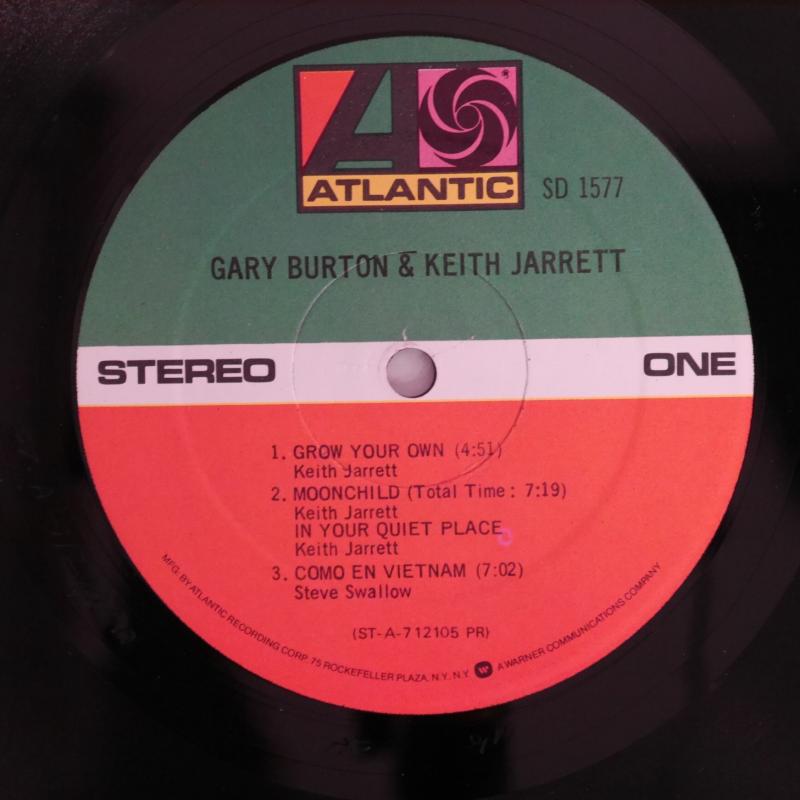 ATLANTIC
SD 1577
GARY BURTON & KEITH JARRETT
STEREO
ONE
1. GROW YOUR OWN (4:51)
Keith Jarrett
2. MOONCHILD (Total Time: 7:19)
Keith Jarrett
IN YOUR QUIET PLACE
Keith Jarrett
3. COMO EN VIETNAM (7:02)
Steve Swallow
(ST-A-712105 PR)
MFG. BY ATLANTIC RECORDING CORP. 75 ROCKEFELLER PLAZA, N.Y. N.Y. A WARNER COMMUNICATIONS COMPANY